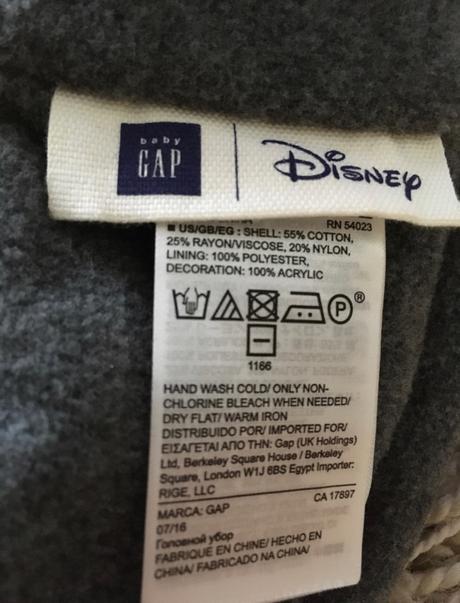 baby
GAP
Disney
RN 54023
■ US/GB/EG : SHELL: 55% COTTON,
25% RAYON/VISCOSE, 20% NYLON,
LINING: 100% POLYESTER,
DECORATION: 100% ACRYLIC
P ®
1166
HAND WASH COLD/ ONLY NON-
CHLORINE BLEACH WHEN NEEDED/
DRY FLAT/ WARM IRON
DISTRIBUIDO POR/ IMPORTED FOR/
ΕΙΣΑΓΕΤΑΙ ΑΠΟ ΤΗΝ: Gap (UK Holdings)
Ltd, Berkeley Square House / Berkeley
Square, London W1J 6BS Egypt Importer:
RIGE, LLC
CA 17897
MARCA: GAP
07/16
Головной убор
FABRIQUE EN CHINE/ HECHO EN
CHINA/ FABRICADO NA CHINA/